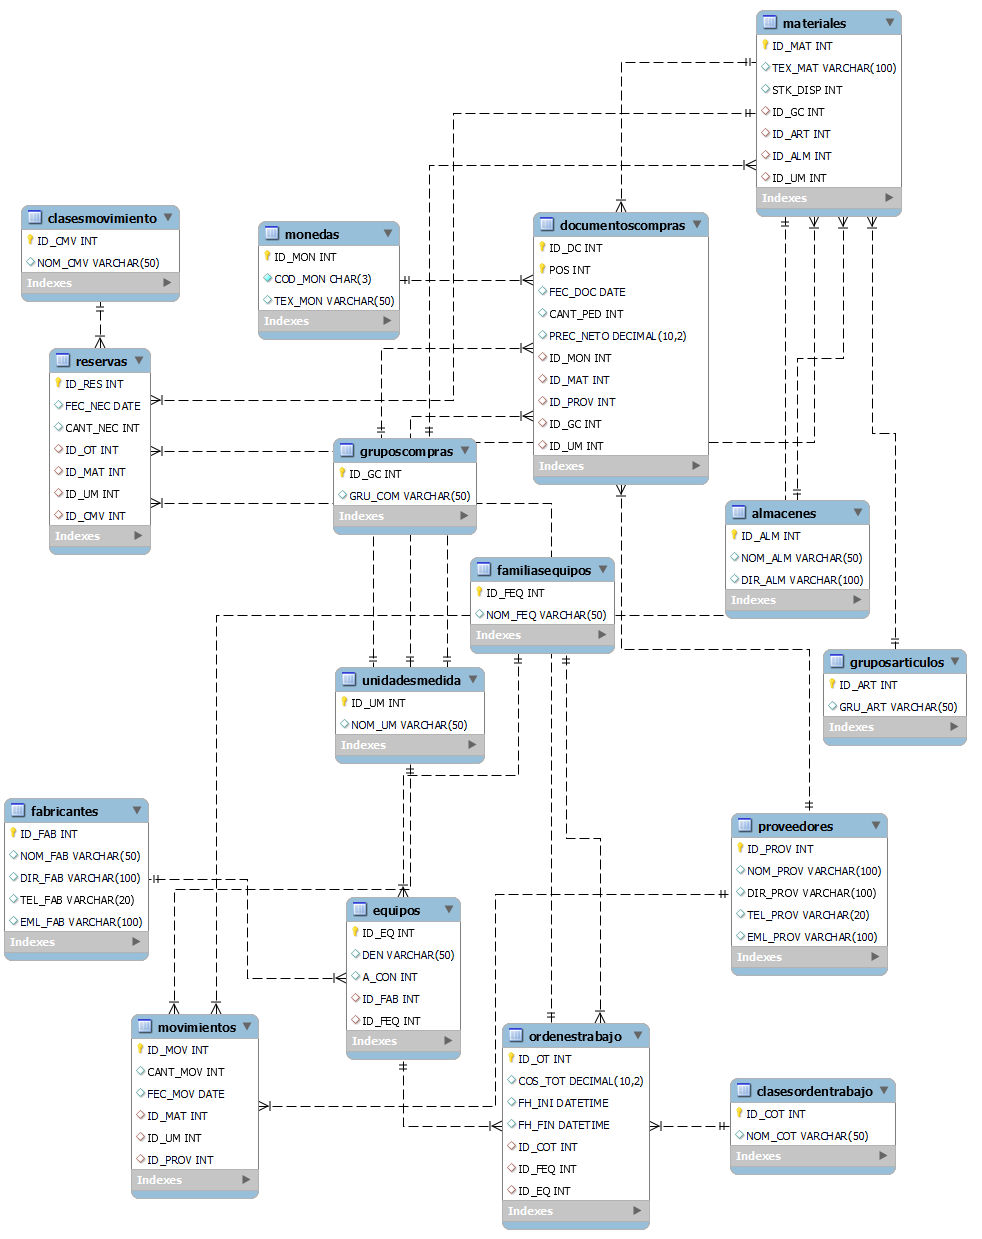 materiales
ID_MAT INT
TEX_MAT VARCHAR(100)
STK_DISP INT
ID_GC INT
ID_ART INT
ID_ALM INT
ID_UM INT
Indexes
clasesmovimiento
ID_CMV INT
NOM_CMV VARCHAR(50)
Indexes
monedas
ID_MON INT
COD_MON CHAR(3)
TEX_MON VARCHAR(50)
Indexes
documentoscompras
ID_DC INT
POS INT
FEC_DOC DATE
CANT_PED INT
PREC_NETO DECIMAL(10,2)
ID_MON INT
ID_MAT INT
ID_PROV INT
ID_GC INT
ID_UM INT
Indexes
reservas
ID_RES INT
FEC_NEC DATE
CANT_NEC INT
ID_OT INT
ID_MAT INT
ID_UM INT
ID_CMV INT
Indexes
gruposcompras
ID_GC INT
GRU_COM VARCHAR(50)
Indexes
almacenes
ID_ALM INT
NOM_ALM VARCHAR(50)
DIR_ALM VARCHAR(100)
Indexes
familiasequipos
ID_FEQ INT
NOM_FEQ VARCHAR(50)
Indexes
gruposarticulos
ID_ART INT
GRU_ART VARCHAR(50)
Indexes
unidadesmedida
ID_UM INT
NOM_UM VARCHAR(50)
Indexes
fabricantes
ID_FAB INT
NOM_FAB VARCHAR(50)
DIR_FAB VARCHAR(100)
TEL_FAB VARCHAR(20)
EML_FAB VARCHAR(100)
Indexes
proveedores
ID_PROV INT
NOM_PROV VARCHAR(100)
DIR_PROV VARCHAR(100)
TEL_PROV VARCHAR(20)
EML_PROV VARCHAR(100)
Indexes
equipos
ID_EQ INT
DEN VARCHAR(50)
A_CON INT
ID_FAB INT
ID_FEQ INT
Indexes
movimientos
ID_MOV INT
CANT_MOV INT
FEC_MOV DATE
ID_MAT INT
ID_UM INT
ID_PROV INT
Indexes
ordenestrabajo
ID_OT INT
COS_TOT DECIMAL(10,2)
FH_INI DATETIME
FH_FIN DATETIME
ID_COT INT
ID_FEQ INT
ID_EQ INT
Indexes
clasesordentrabajo
ID_COT INT
NOM_COT VARCHAR(50)
Indexes